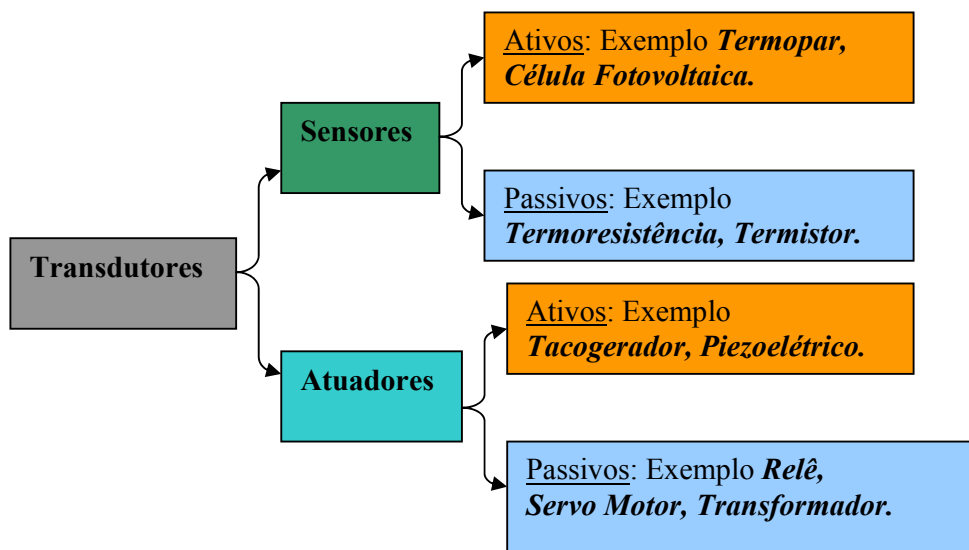 Ativos: Exemplo Termopar,
Célula Fotovoltaica.
Sensores
Passivos: Exemplo
Termoresistência, Termistor.
Transdutores
Ativos: Exemplo
Tacogerador, Piezoelétrico.
Atuadores
Passivos: Exemplo Relê,
Servo Motor, Transformador.